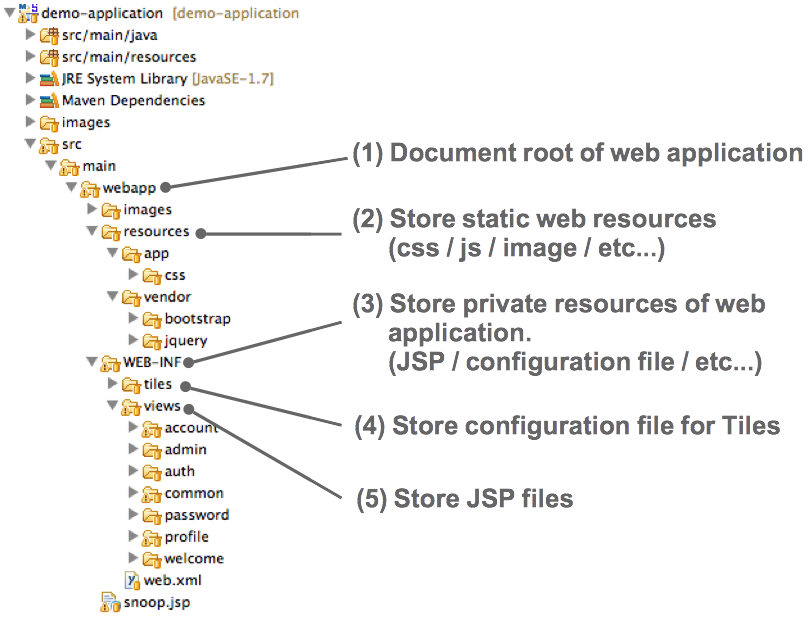 demo-application [demo-application
src/main/java
src/main/resources
JRE System Library [JavaSE-1.7]
Maven Dependencies
images
src
main
webapp
(1) Document root of web application
images
resources
(2) Store static web resources
(css / js / image / etc...)
app
css
vendor
bootstrap
jquery
(3) Store private resources of web
application.
(JSP / configuration file / etc...)
WEB-INF
tiles
(4) Store configuration file for Tiles
views
(5) Store JSP files
account
admin
auth
common
password
profile
welcome
web.xml
snoop.jsp